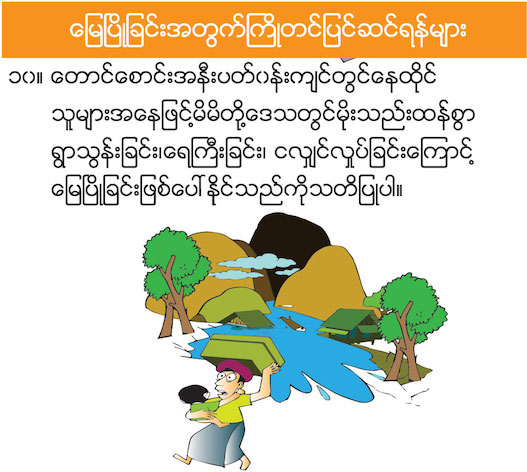 မြေပြိုခြင်းအတွက်ကြိုတင်ပြင်ဆင်ရန်များ
၁၀။ တောင်စောင်းအနီးပတ်ဝန်းကျင်တွင်နေထိုင်
သူများအနေဖြင့်မိမိတို့ဒေသတွင်မိုးသည်းထန်စွာ
ရွာသွန်းခြင်း၊ရေကြီးခြင်း၊ ငလျှင်လှုပ်ခြင်းကြောင့်
မြေပြိုခြင်းဖြစ်ပေါ်နိုင်သည်ကိုသတိပြုပါ။